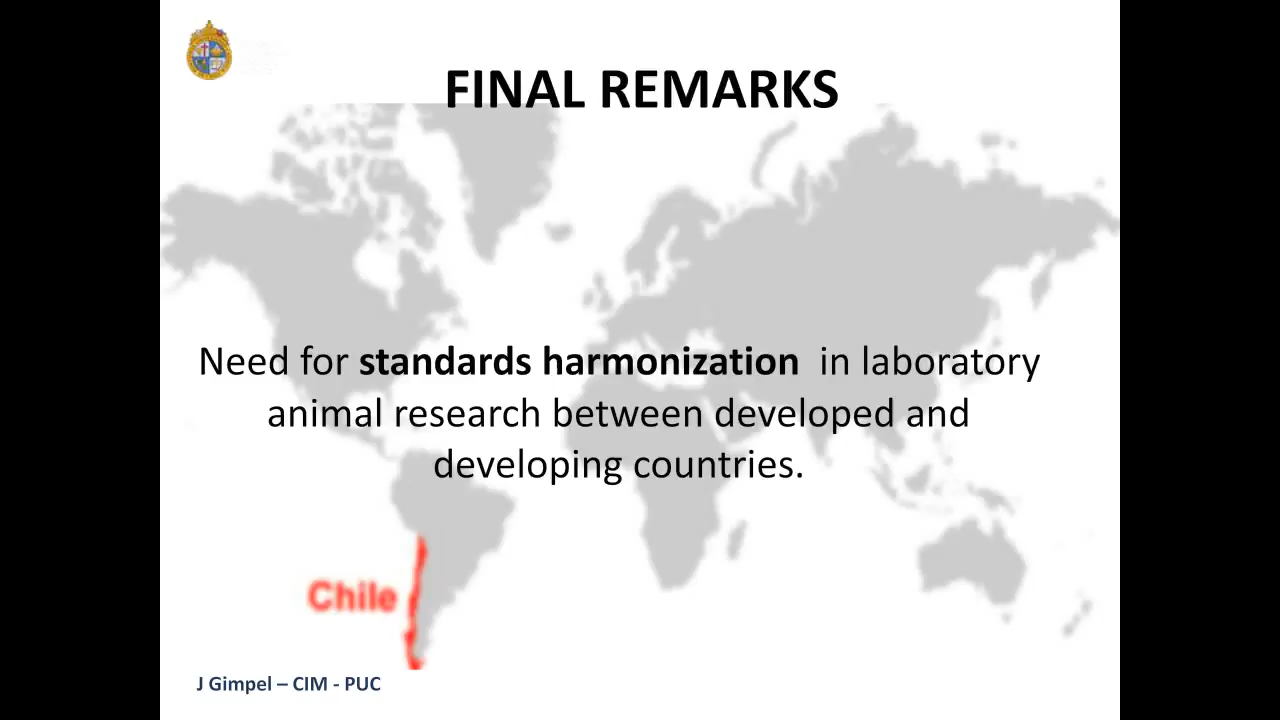 FINAL REMARKS
Need for standards harmonization in laboratory
animal research between developed and
developing countries.
Chile
J Gimpel – CIM - PUC